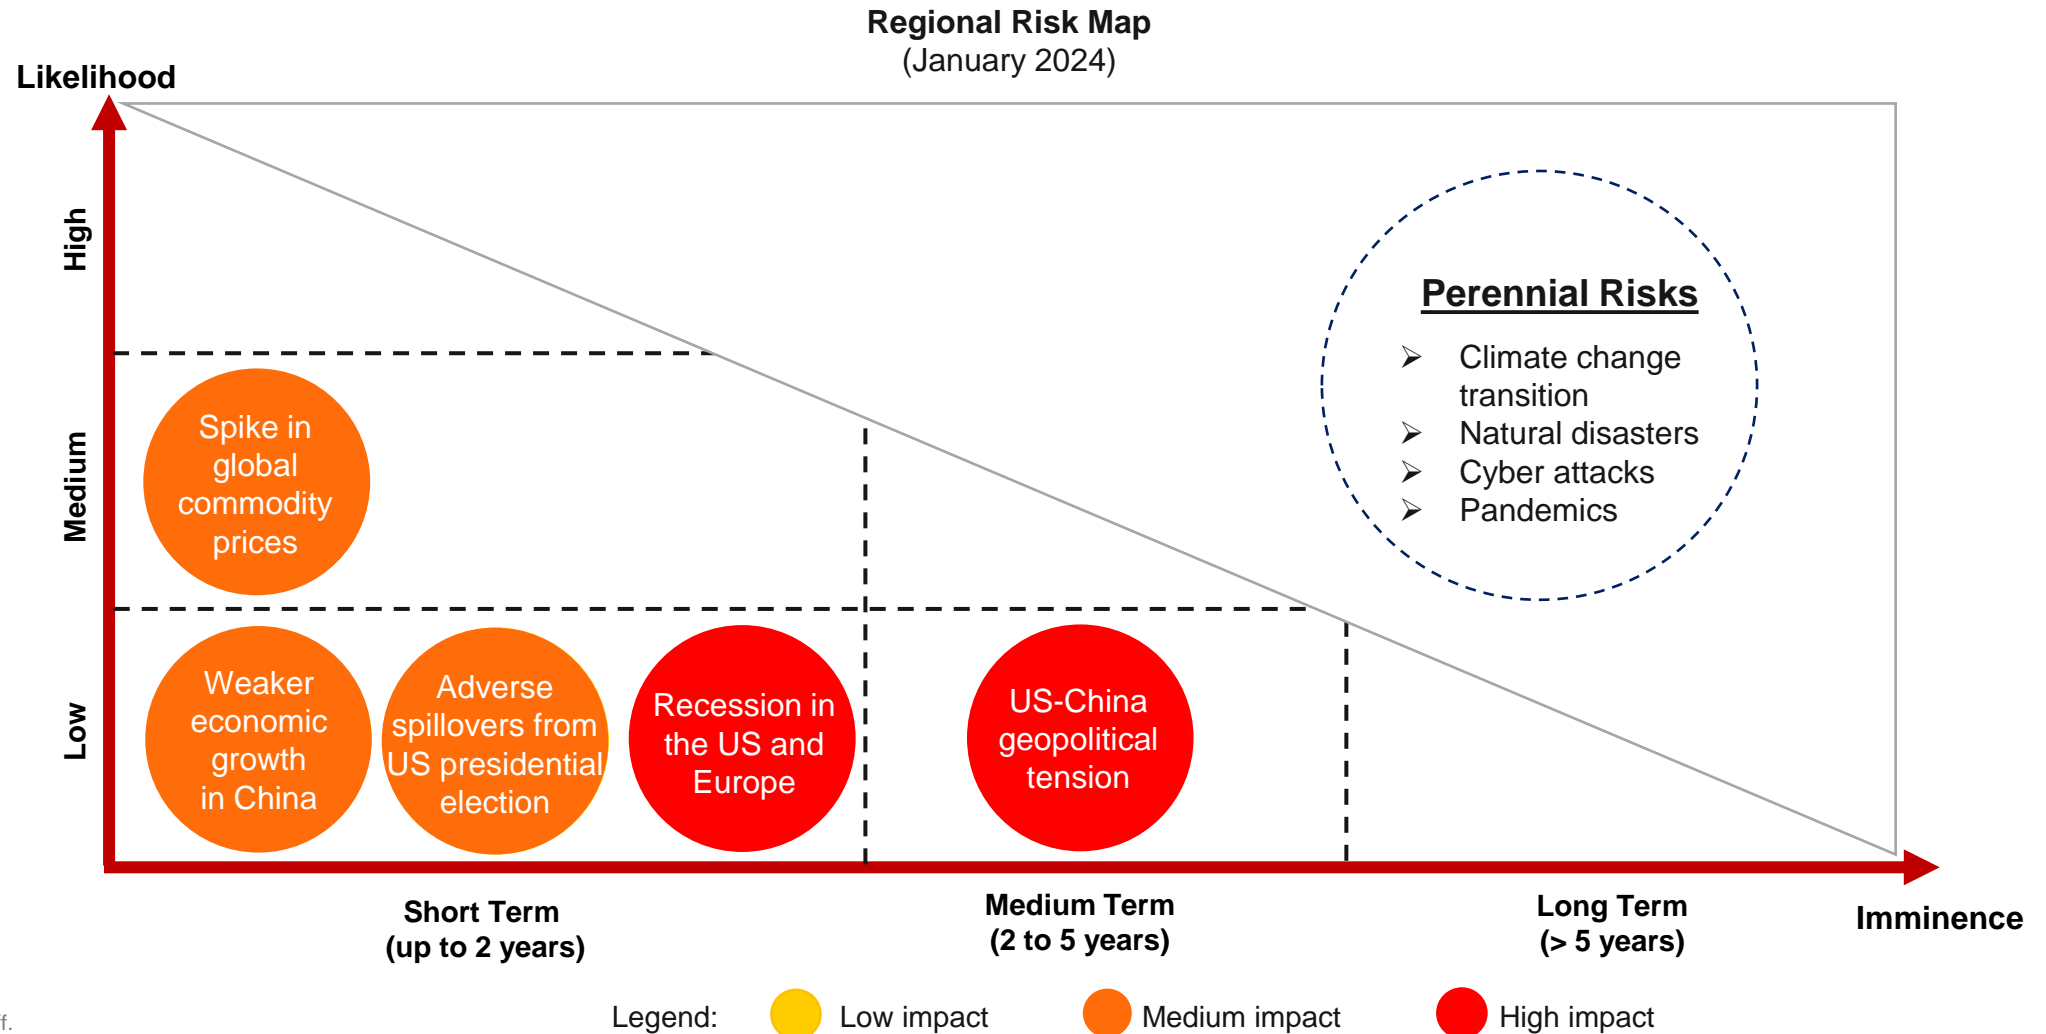 Regional Risk Map
(January 2024)
Likelihood
High
Medium
Low
Spike in
global
commodity
prices
Weaker
economic
growth
in China
Adverse
spillovers from
US presidential
election
Recession in
the US and
Europe
US-China
geopolitical
tension
Perennial Risks
➢ Climate change
transition
➢ Natural disasters
➢ Cyber attacks
➢ Pandemics
Short Term
(up to 2 years)
Medium Term
(2 to 5 years)
Long Term
(> 5 years)
Imminence
Legend:
Low impact
Medium impact
High impact